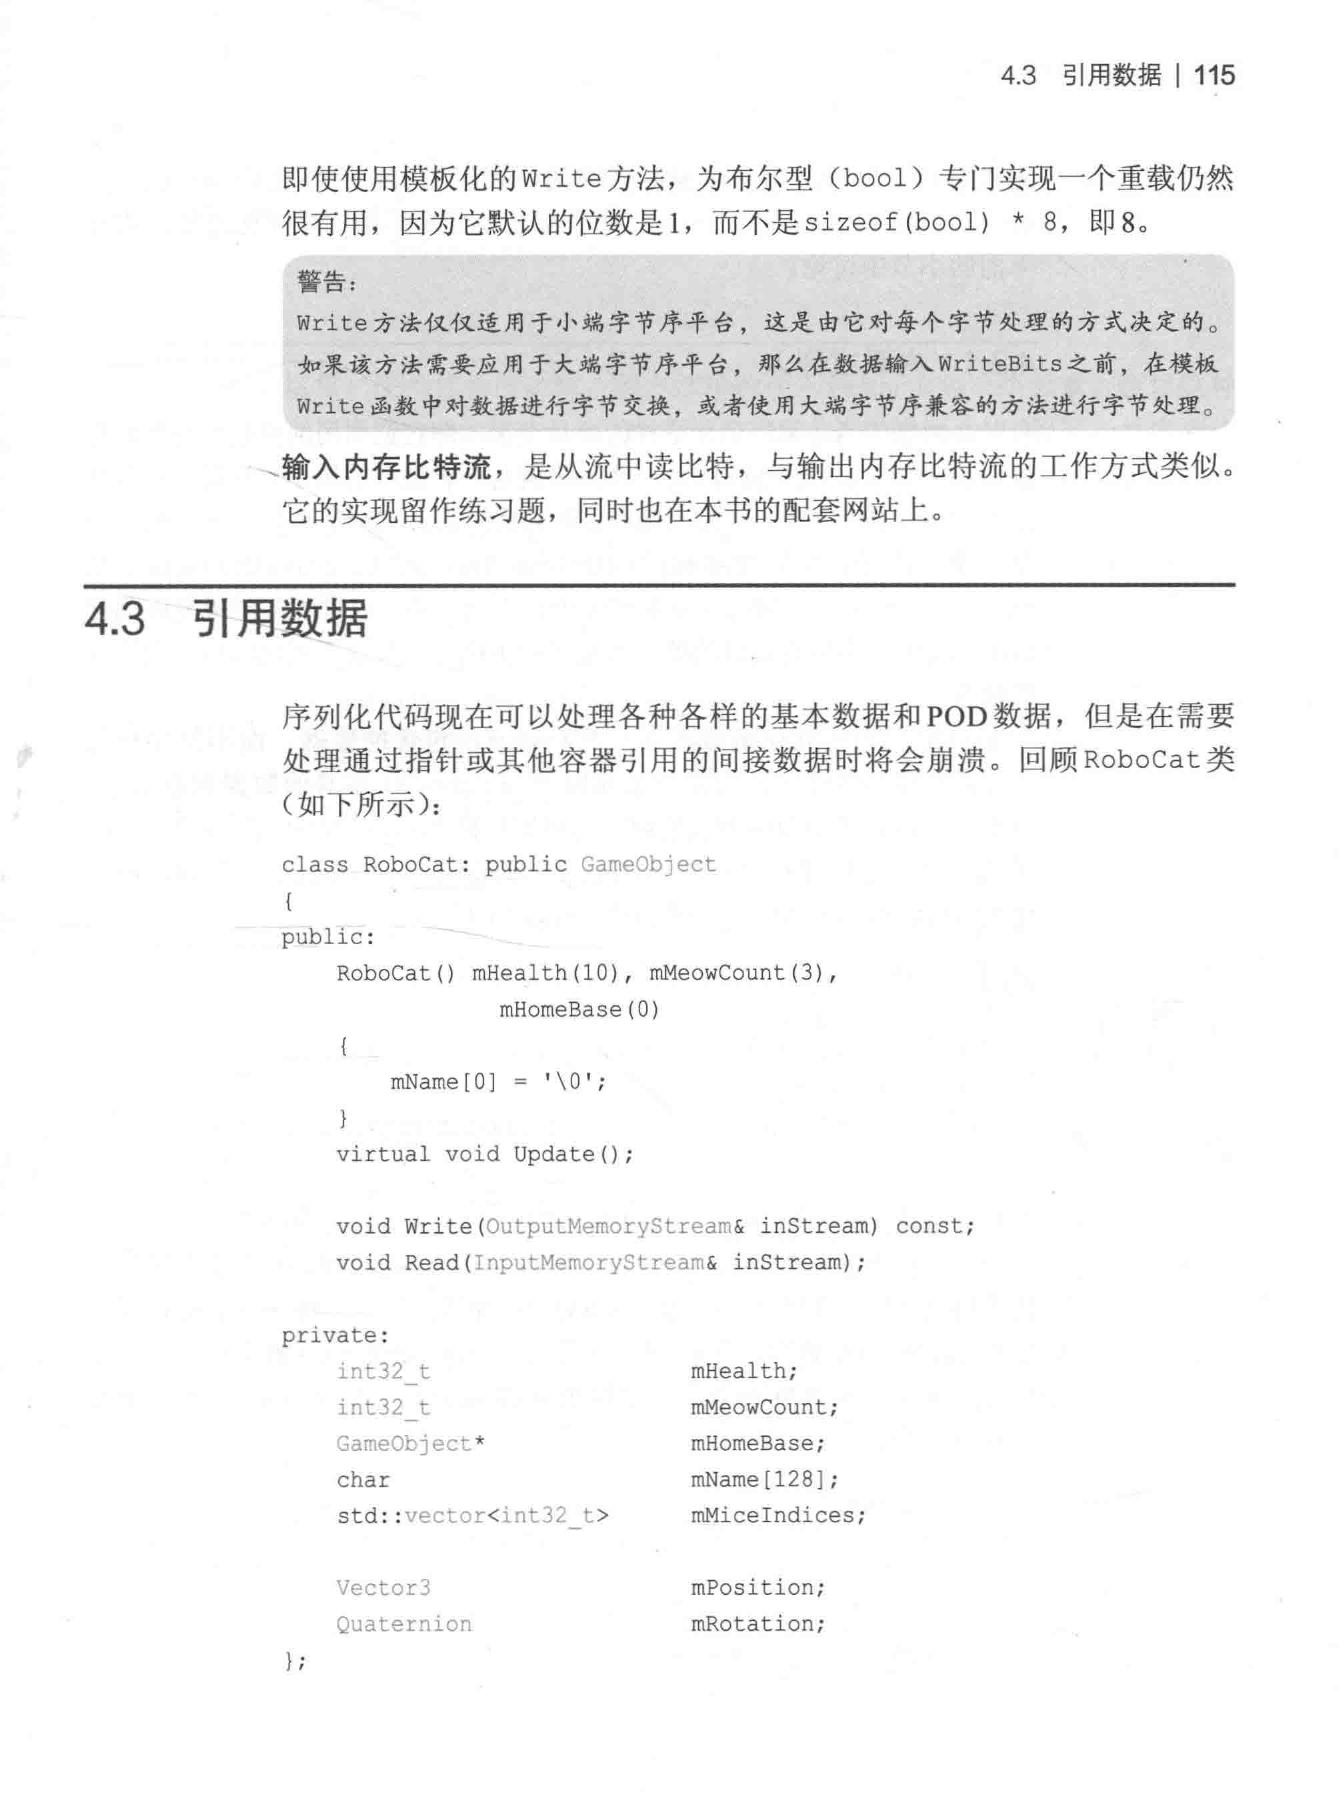 4.3 引用数据 | 115
即使使用模板化的Write方法，为布尔型（bool）专门实现一个重载仍然
很有用，因为它默认的位数是1，而不是sizeof(bool) * 8，即8。
警告：
Write方法仅仅适用于小端字节序平台，这是由它对每个字节处理的方式决定的。
如果该方法需要应用于大端字节序平台，那么在数据输入WriteBits之前，在模板
Write函数中对数据进行字节交换，或者使用大端字节序兼容的方法进行字节处理。
输入内存比特流，是从流中读比特，与输出内存比特流的工作方式类似。
它的实现留作练习题，同时也在本书的配套网站上。
4.3 引用数据
序列化代码现在可以处理各种各样的基本数据和POD数据，但是在需要
处理通过指针或其他容器引用的间接数据时将会崩溃。回顾RoboCat类
（如下所示）：
class RoboCat: public GameObject
{
public:
    RoboCat() mHealth(10), mMeowCount(3),
                mHomeBase(0)
    {
        mName[0] = '\0';
    }
    virtual void Update();
    void Write(OutputMemoryStream& inStream) const;
    void Read(InputMemoryStream& inStream);
private:
    int32_t                   mHealth;
    int32_t                   mMeowCount;
    GameObject*               mHomeBase;
    char                      mName[128];
    std::vector<int32_t>      mMiceIndices;
    Vector3                   mPosition;
    Quaternion                mRotation;
};